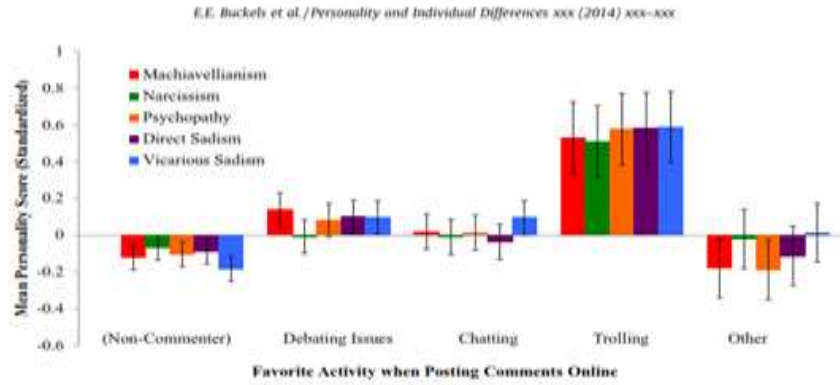 E.E. Buckels et al. / Personality and Individual Differences xxx (2014) xxx–xxx
Mean Personality Score (Standardized)
1
0.8
0.6
0.4
0.2
0
-0.2
-0.4
-0.6
Machiavellianism
Narcissism
Psychopathy
Direct Sadism
Vicarious Sadism
(Non-Commenter) Debating Issues Chatting Trolling Other
Favorite Activity when Posting Comments Online